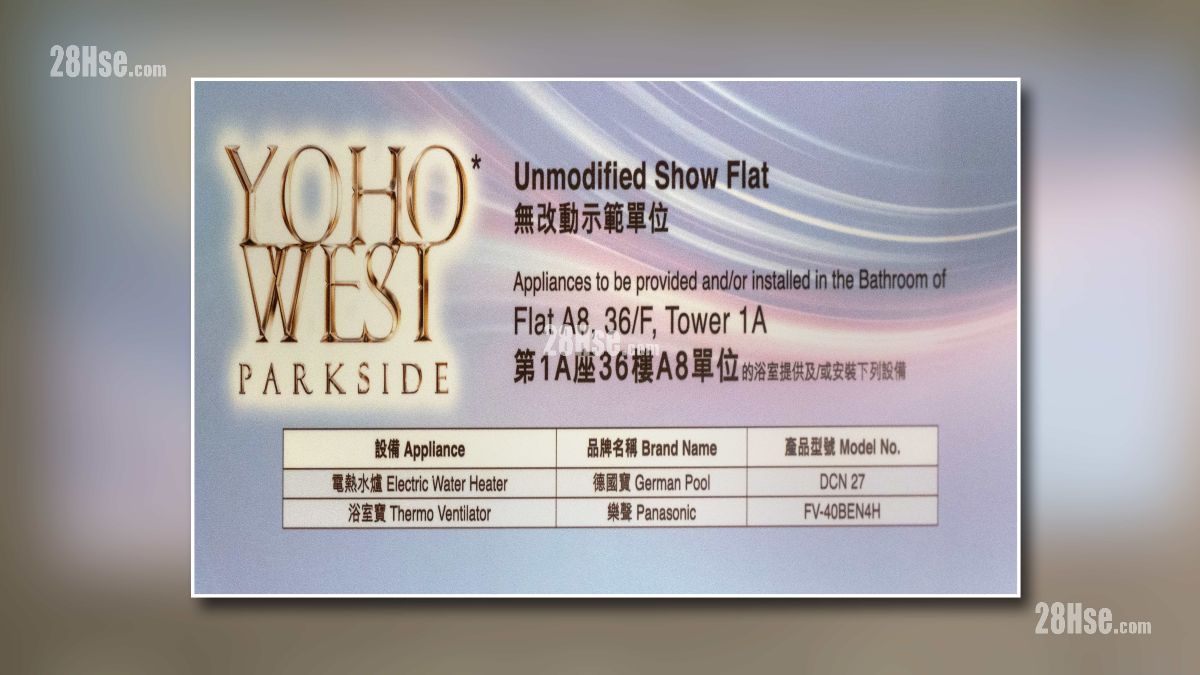 28Hse.com
YOHO*
WEST
PARKSIDE
Unmodified Show Flat
無改動示範單位
Appliances to be provided and/or installed in the Bathroom of
Flat A8, 36/F, Tower 1A
28Hse.com
第1A座36樓A8單位的浴室提供及/或安裝下列設備
設備 Appliance 品牌名稱 Brand Name 產品型號 Model No.
電熱水爐 Electric Water Heater 德國寶 German Pool DCN 27
浴室寶 Thermo Ventilator 樂聲 Panasonic FV-40BEN4H
28Hse.com